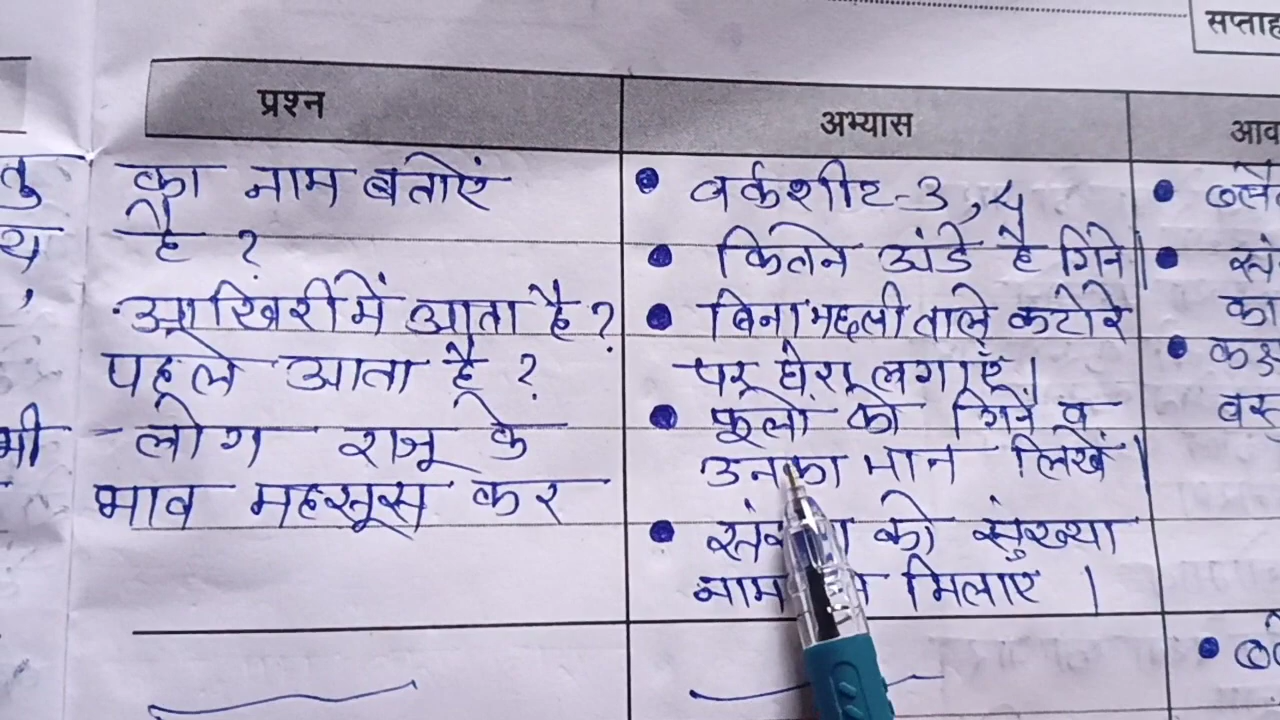 सप्ताह
प्रश्न
का नाम बताएं
है ?
आखिरी में आता है ?
पहले आता है ?
लोग राजू के
भाव महसूस कर
अभ्यास
• वर्कशीट-3,4
• कितने अंडे है गिने।
• बिना मछली वाले कटोरे
पर घेरा लगाएँ।
• फूलों को गिनें व
उनका मान लिखें।
• को संख्या
नाम मिलाएं।
आव
का